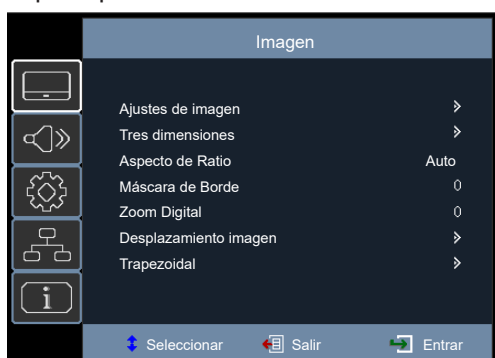 Imagen
Ajustes de imagen
Tres dimensiones
Aspecto de Ratio Auto
Máscara de Borde 0
Zoom Digital 0
Desplazamiento imagen
Trapezoidal
i
Seleccionar Salir Entrar